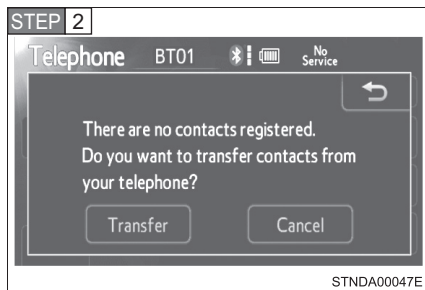 STEP 2
Telephone BT01 No Service
There are no contacts registered.
Do you want to transfer contacts from
your telephone?
Transfer Cancel
STNDA00047E